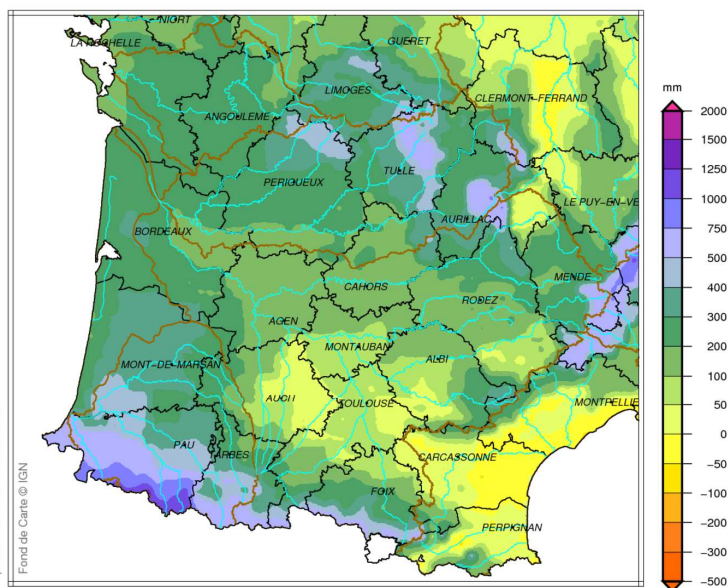 NIORT
LA ROCHELLE
GUERET
LIMOGES
CLERMONT-FERRAND
ANGOULEME
TULLE
PERIGUEUX
LE PUY-EN-VE
AURILLAC
BORDEAUX
MENDE
CAHORS
RODEZ
AGEN
MONTAUBAN
ALBI
MONT-DE-MARSAN
AUCH
TOULOUSE
MONTPELLIE
PAU
TARBES
CARCASSONNE
FOIX
PERPIGNAN
Fond de Carte © IGN
mm
2000
1500
1250
1000
750
500
400
300
200
100
50
0
-50
-100
-200
-300
-500